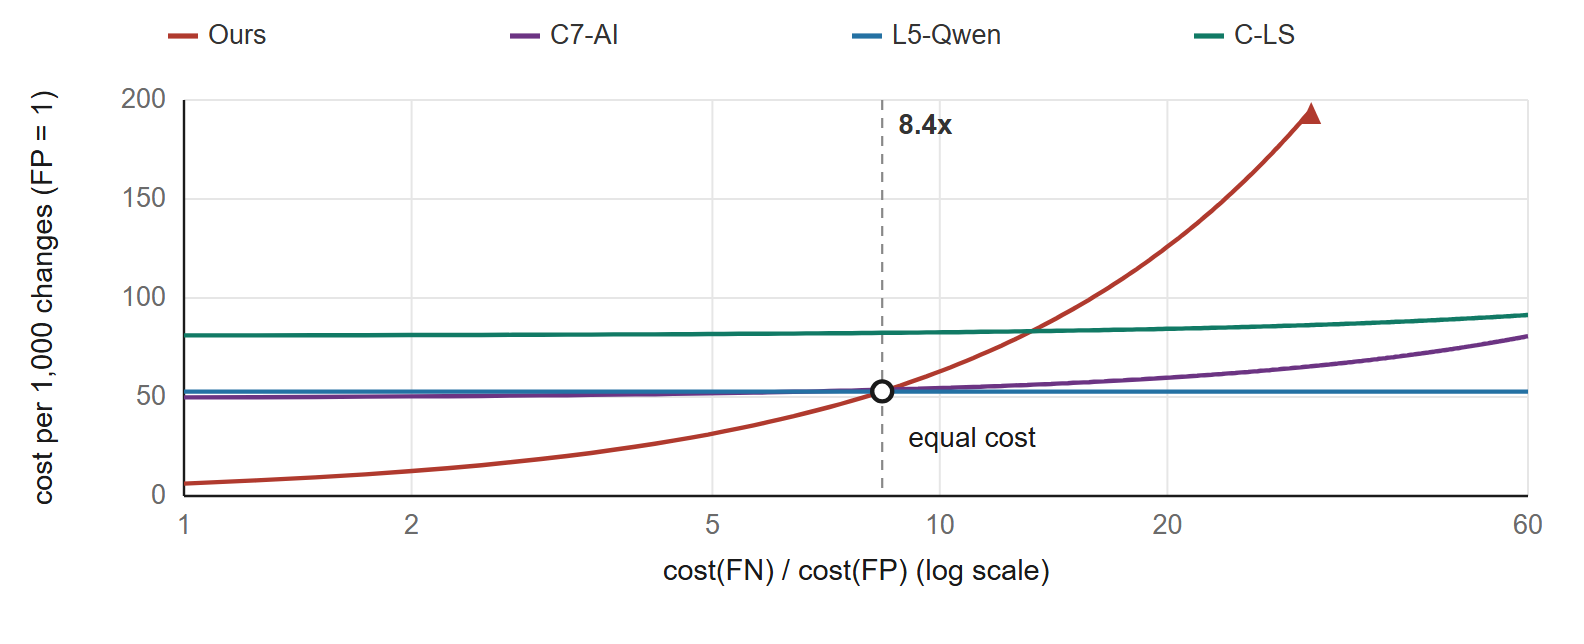 Ours C7-AI L5-Qwen C-LS
cost per 1,000 changes (FP = 1)
200
150
100
50
0
8.4x
equal cost
1 2 5 10 20 60
cost(FN) / cost(FP) (log scale)